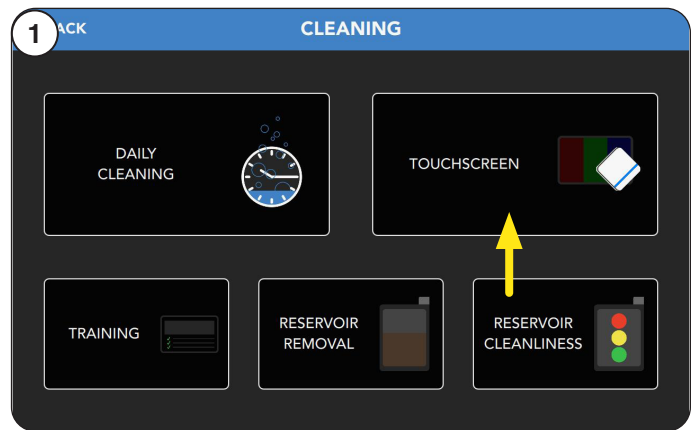 1
ACK
CLEANING
DAILY
CLEANING
TOUCHSCREEN
TRAINING
RESERVOIR
REMOVAL
RESERVOIR
CLEANLINESS